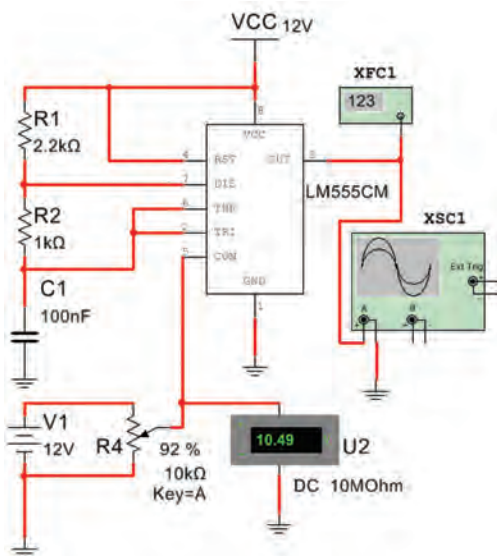 VCC 12V
XFC1
123
R1
2.2kΩ
8
VCC
4 RST OUT 3
7 DIS
LM555CM
R2
1kΩ
6 THR
2 TRI
5 CON
XSC1
Ext Trig
A B
GND
1
C1
100nF
V1
12V
R4
92 %
10kΩ
Key=A
10.49
U2
DC 10MOhm